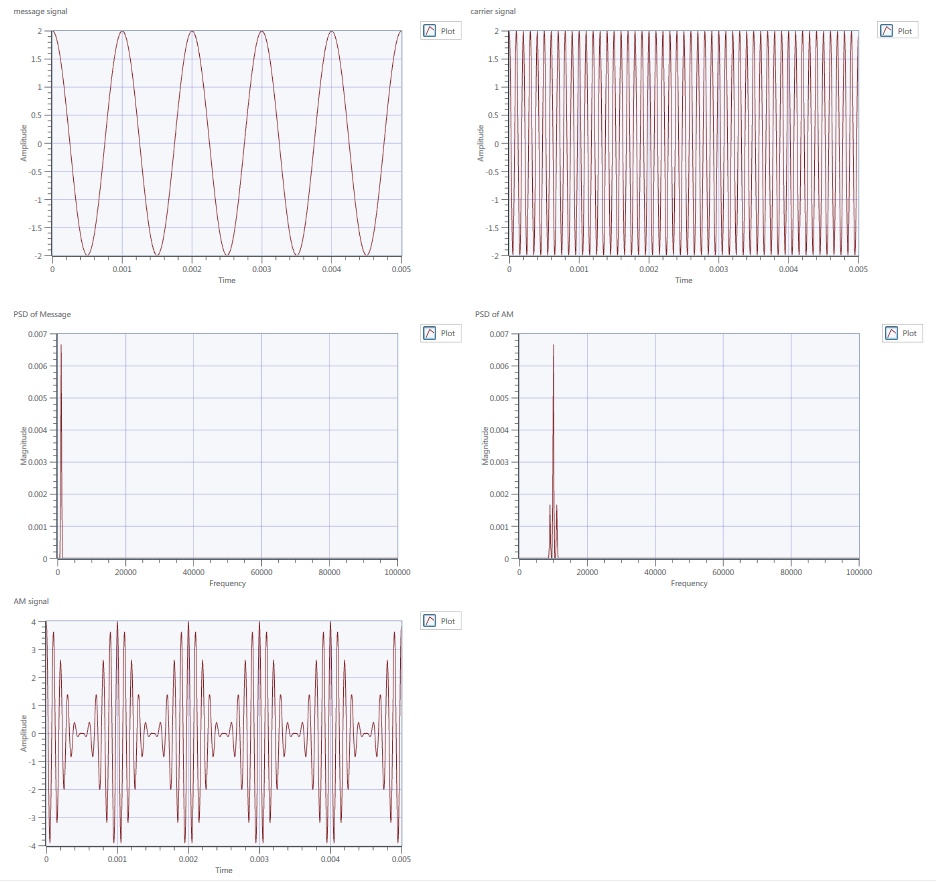 message signal
Plot
2
1.5
1
0.5
0
-0.5
-1
-1.5
-2
Amplitude
0 0.001 0.002 0.003 0.004 0.005
Time
carrier signal
Plot
2
1.5
1
0.5
0
-0.5
-1
-1.5
-2
Amplitude
0 0.001 0.002 0.003 0.004 0.005
Time
PSD of Message
Plot
0.007
0.006
0.005
0.004
0.003
0.002
0.001
0
Magnitude
0 20000 40000 60000 80000 100000
Frequency
PSD of AM
Plot
0.007
0.006
0.005
0.004
0.003
0.002
0.001
0
Magnitude
0 20000 40000 60000 80000 100000
Frequency
AM signal
Plot
4
3
2
1
0
-1
-2
-3
-4
Amplitude
0 0.001 0.002 0.003 0.004 0.005
Time